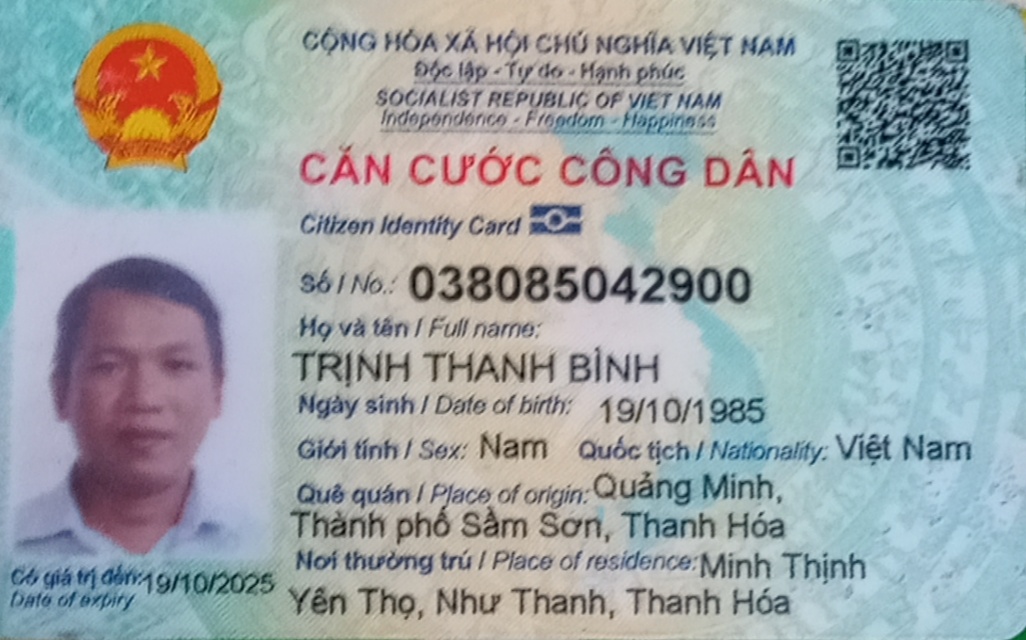 CỘNG HÒA XÃ HỘI CHỦ NGHĨA VIỆT NAM
Độc lập - Tự do - Hạnh phúc
SOCIALIST REPUBLIC OF VIET NAM
Independence - Freedom - Happiness
CĂN CƯỚC CÔNG DÂN
Citizen Identity Card
Số / No.: 038085042900
Họ và tên / Full name:
TRỊNH THANH BÌNH
Ngày sinh / Date of birth: 19/10/1985
Giới tính / Sex: Nam Quốc tịch / Nationality: Việt Nam
Quê quán / Place of origin: Quảng Minh,
Thành phố Sầm Sơn, Thanh Hóa
Nơi thường trú / Place of residence: Minh Thịnh
Yên Thọ, Như Thanh, Thanh Hóa
Có giá trị đến: 19/10/2025
Date of expiry